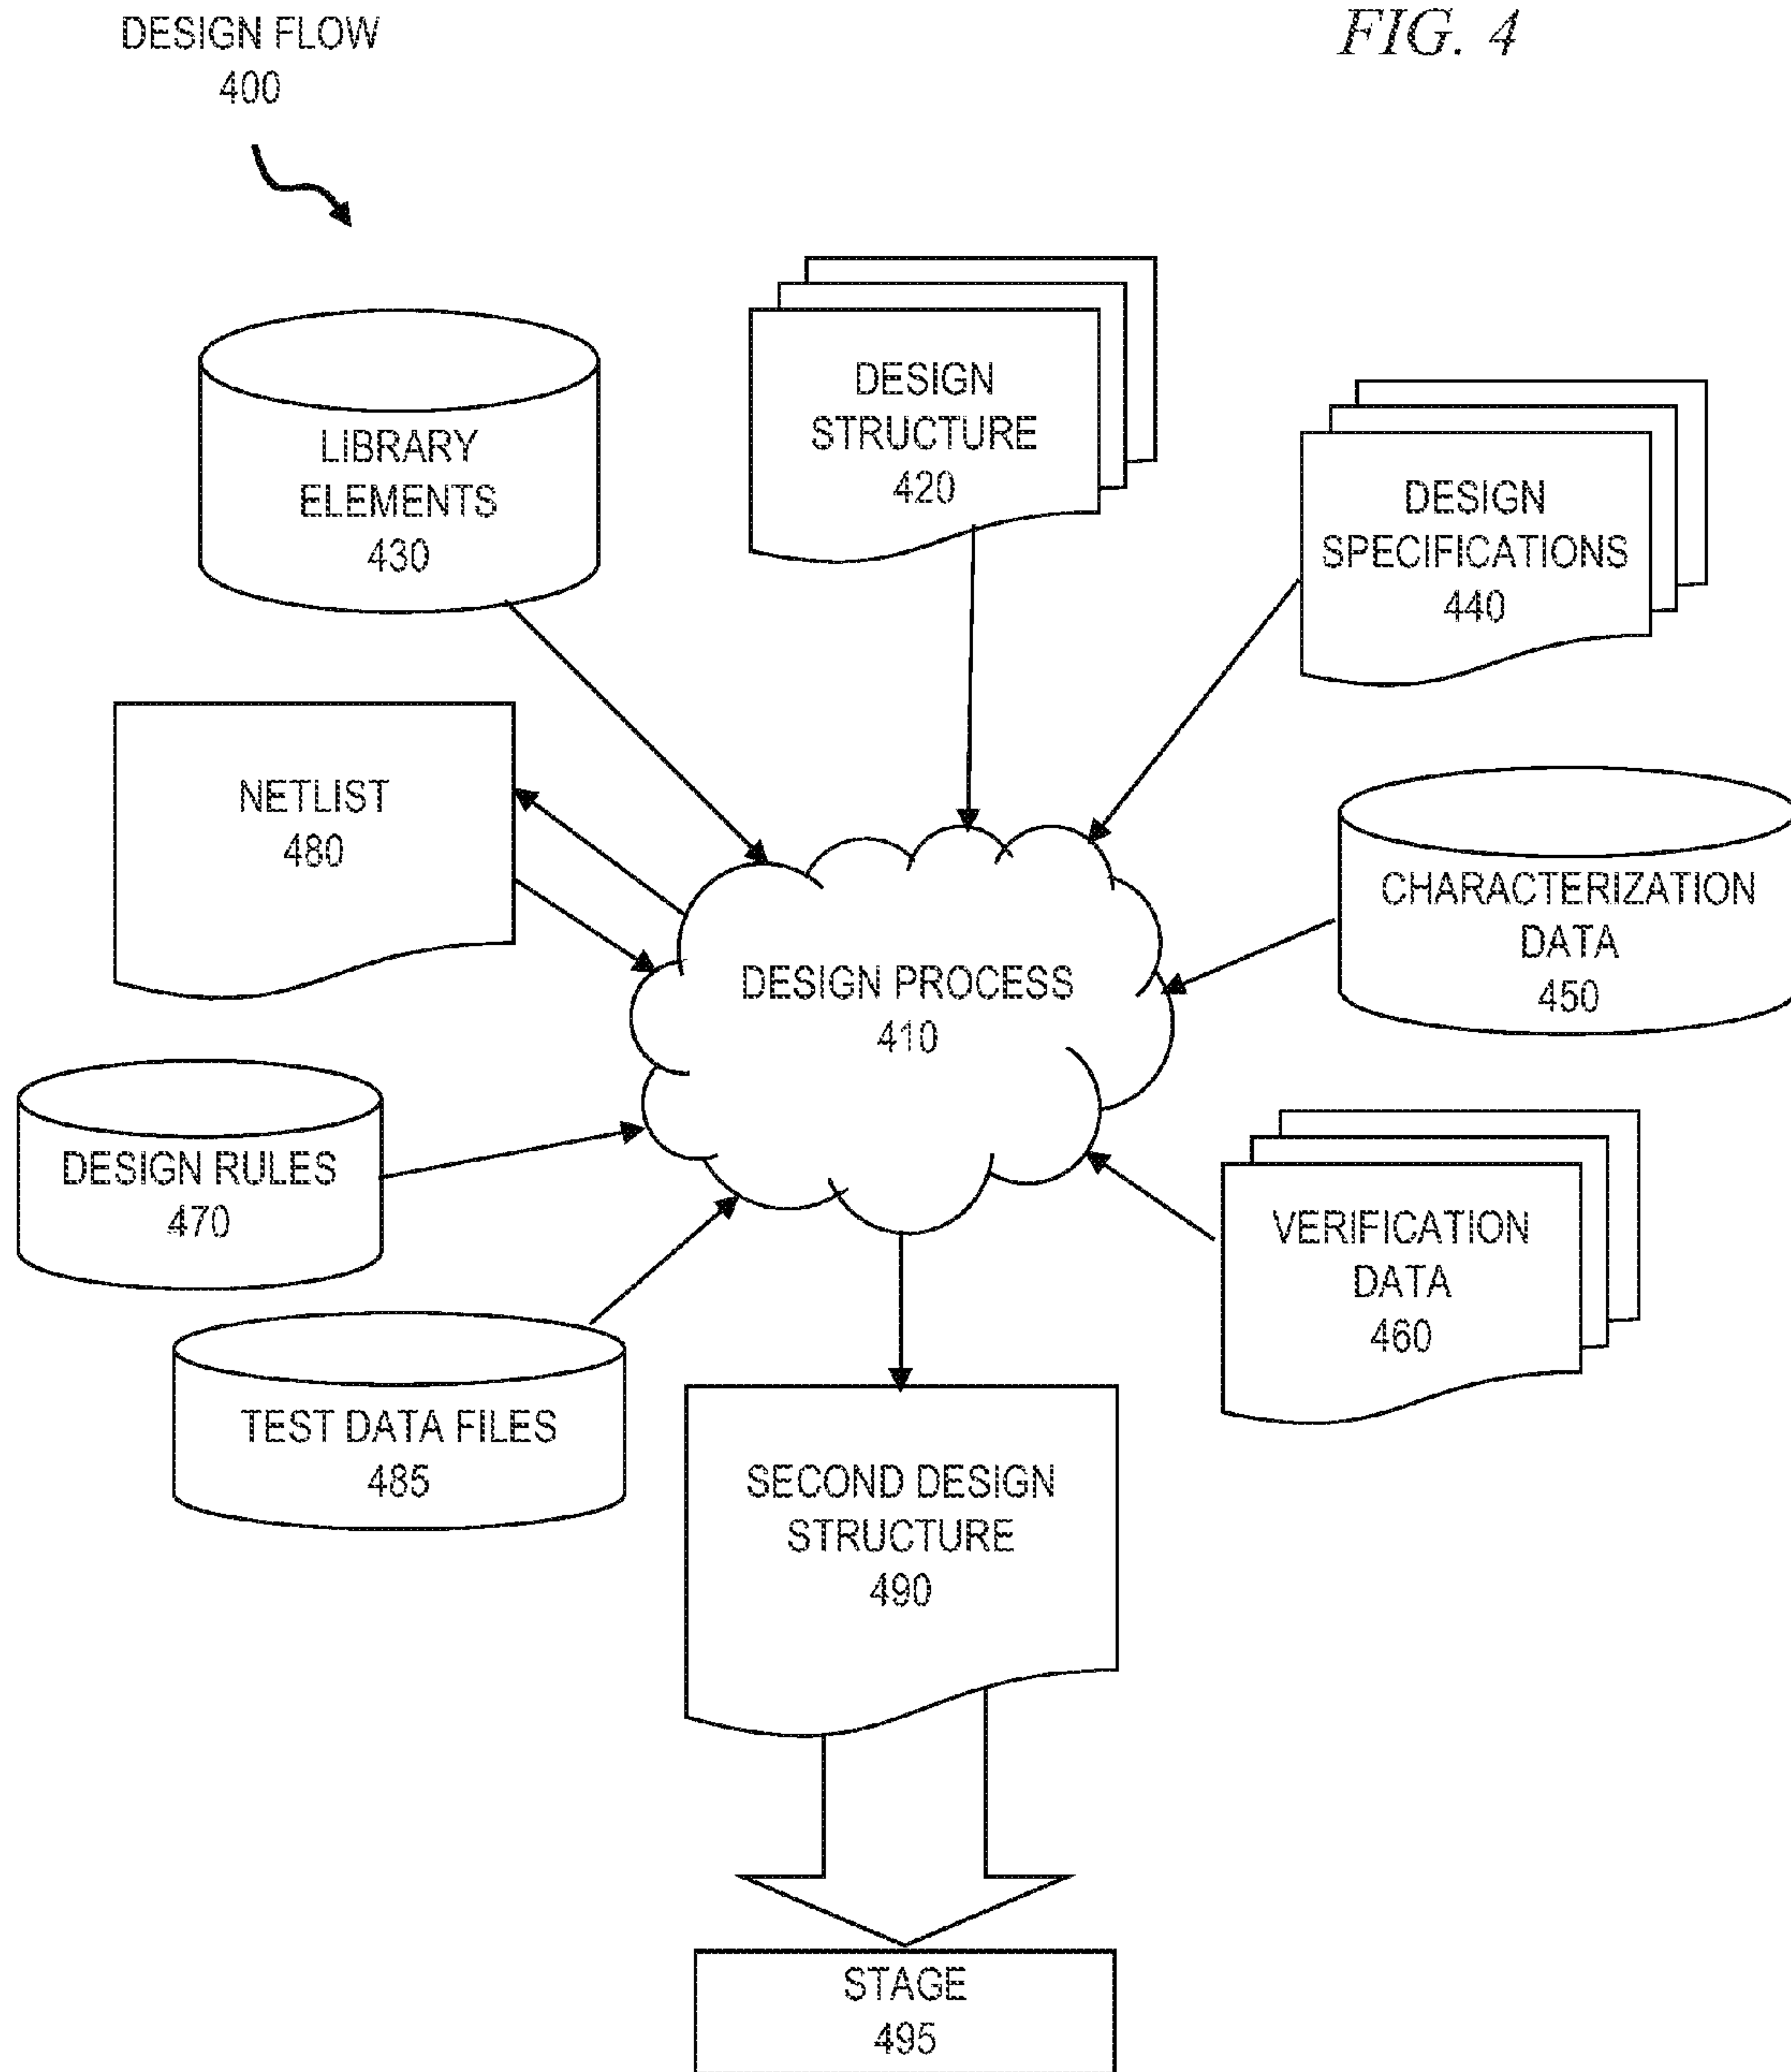 DESIGN FLOW
400
FIG. 4
LIBRARY
ELEMENTS
430
DESIGN
STRUCTURE
420
DESIGN
SPECIFICATIONS
440
NETLIST
480
CHARACTERIZATION
DATA
450
DESIGN PROCESS
410
DESIGN RULES
470
VERIFICATION
DATA
460
TEST DATA FILES
485
SECOND DESIGN
STRUCTURE
490
STAGE
495